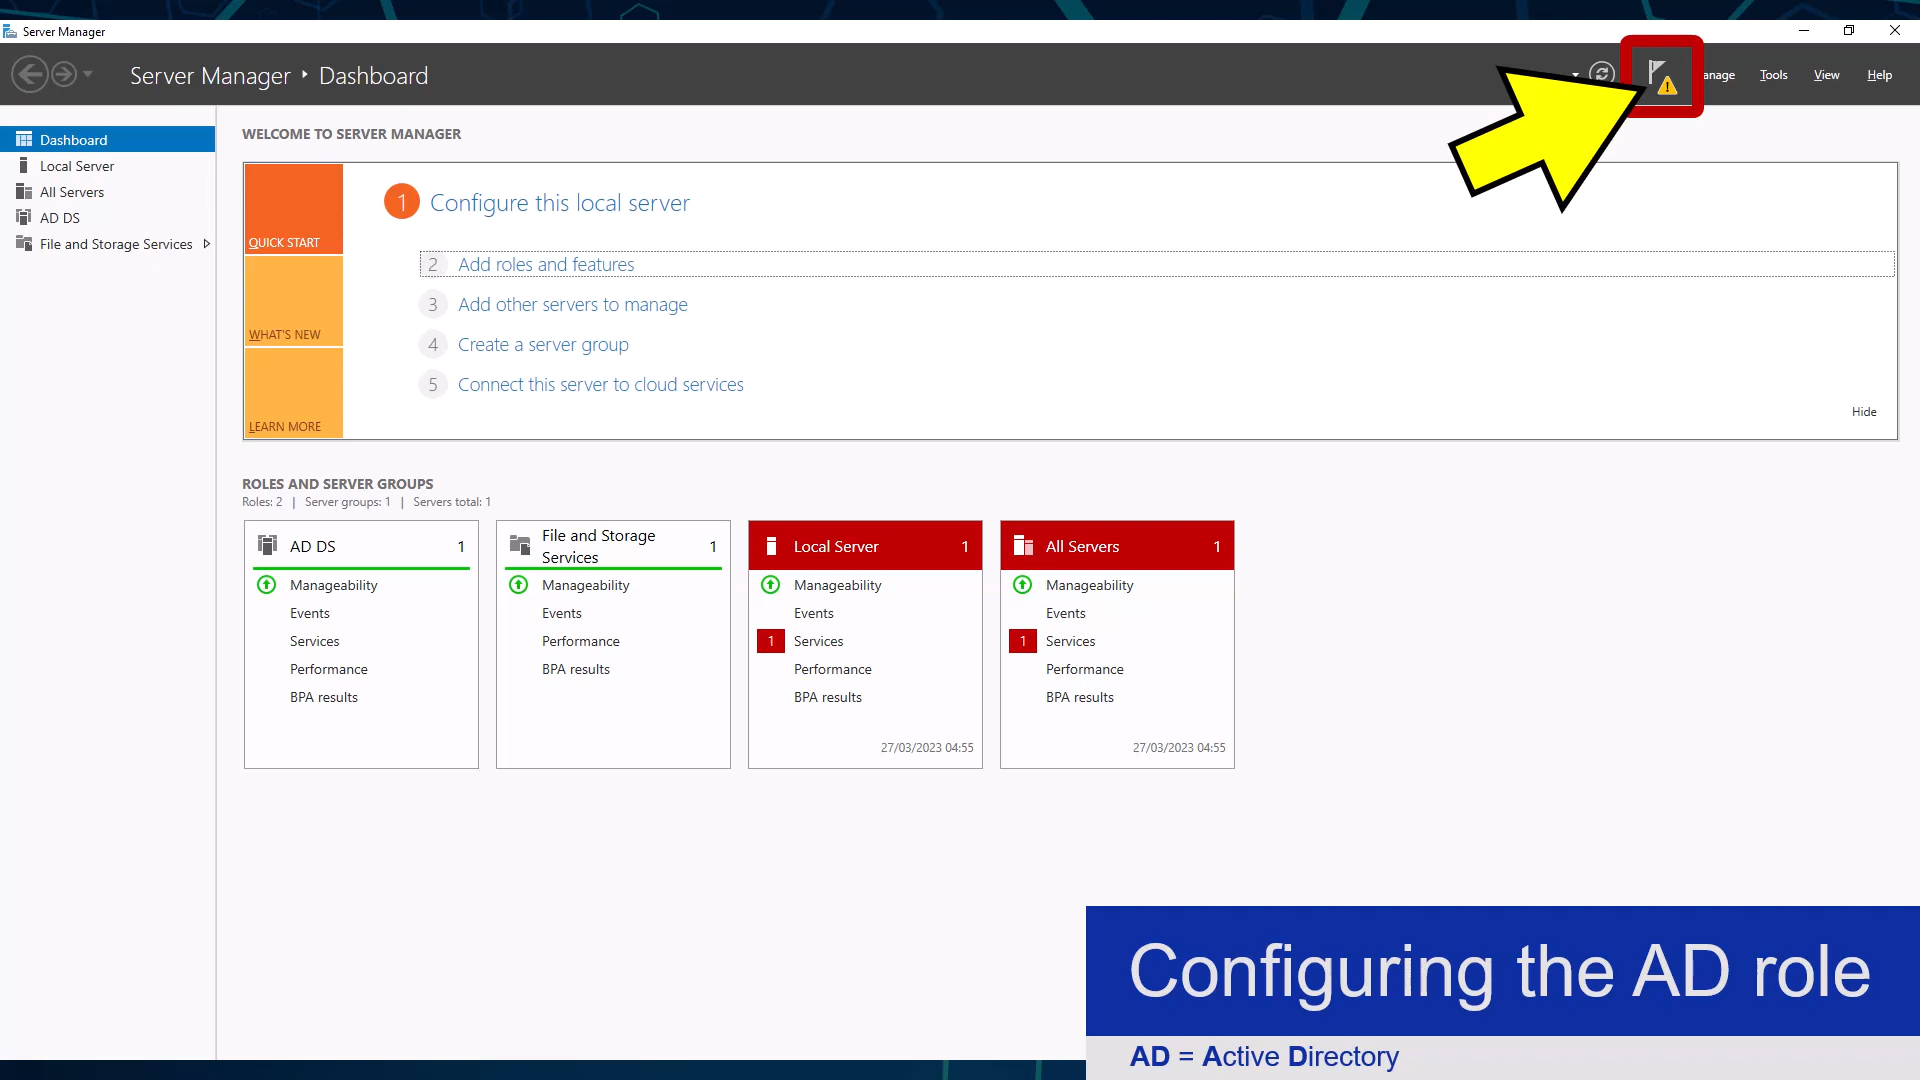 Server Manager
Server Manager Dashboard
anage Tools View Help
Dashboard
Local Server
All Servers
AD DS
File and Storage Services
WELCOME TO SERVER MANAGER
QUICK START
WHAT'S NEW
LEARN MORE
1 Configure this local server
2 Add roles and features
3 Add other servers to manage
4 Create a server group
5 Connect this server to cloud services
Hide
ROLES AND SERVER GROUPS
Roles: 2 | Server groups: 1 | Servers total: 1
AD DS 1
Manageability
Events
Services
Performance
BPA results
File and Storage
Services 1
Manageability
Events
Performance
BPA results
Local Server 1
Manageability
Events
1 Services
Performance
BPA results
27/03/2023 04:55
All Servers 1
Manageability
Events
1 Services
Performance
BPA results
27/03/2023 04:55
Configuring the AD role
AD = Active Directory